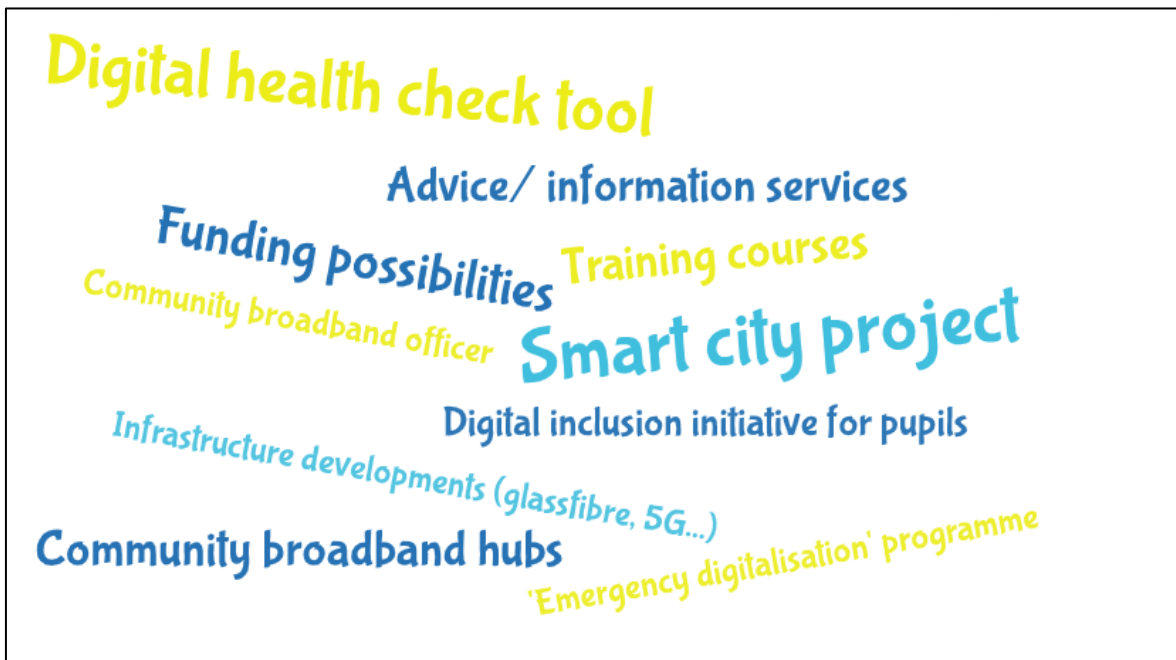 Digital health check tool
Advice/ information services
Funding possibilities
Training courses
Community broadband officer
Smart city project
Digital inclusion initiative for pupils
Infrastructure developments (glassfibre, 5G...)
Community broadband hubs
'Emergency digitalisation' programme